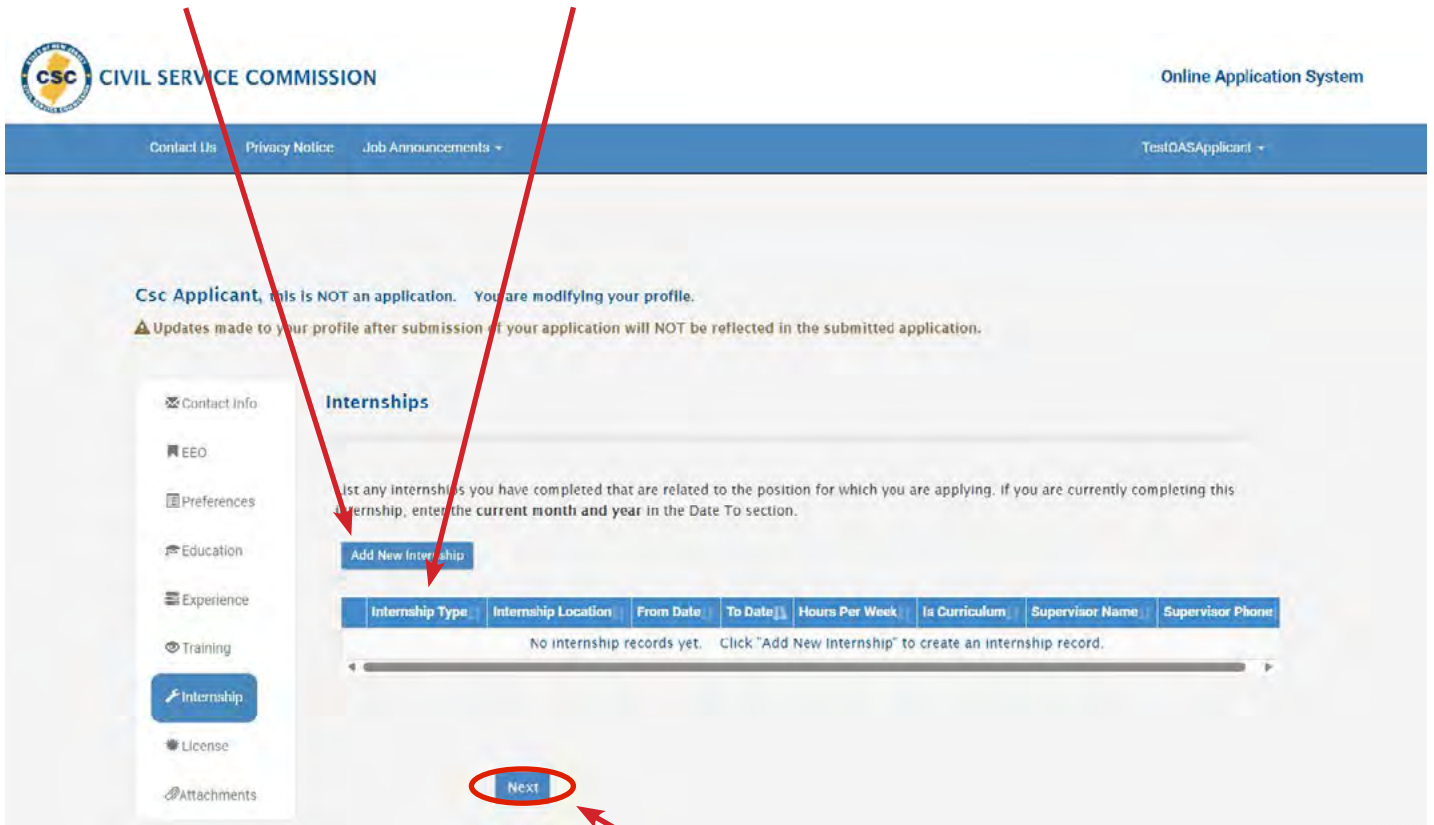 CSC CIVIL SERVICE COMMISSION
Online Application System
Contact Us Privacy Notice Job Announcements
TestOASApplicant
Csc Applicant, this is NOT an application. You are modifying your profile.
Updates made to your profile after submission of your application will NOT be reflected in the submitted application.
Contact Info
EEO
Preferences
Education
Experience
Training
Internship
License
Attachments
Internships
List any internships you have completed that are related to the position for which you are applying. If you are currently completing this
internship, enter the current month and year in the Date To section.
Add New Internship
Internship Type Internship Location From Date To Date Hours Per Week Is Curriculum Supervisor Name Supervisor Phone
No internship records yet. Click "Add New Internship" to create an internship record.
Next